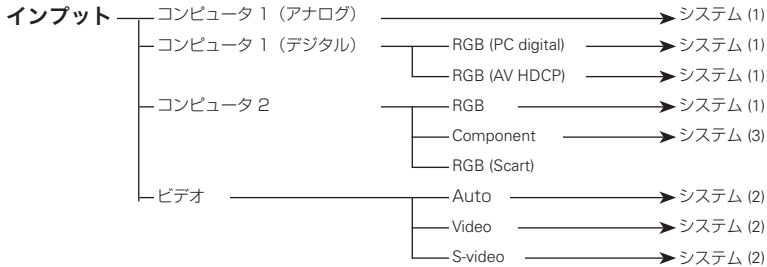 インプット コンピュータ 1(アナログ) システム (1)
コンピュータ 1(デジタル) RGB (PC digital) システム (1)
RGB (AV HDCP) システム (1)
コンピュータ 2 RGB システム (1)
Component システム (3)
RGB (Scart)
ビデオ Auto システム (2)
Video システム (2)
S-video システム (2)